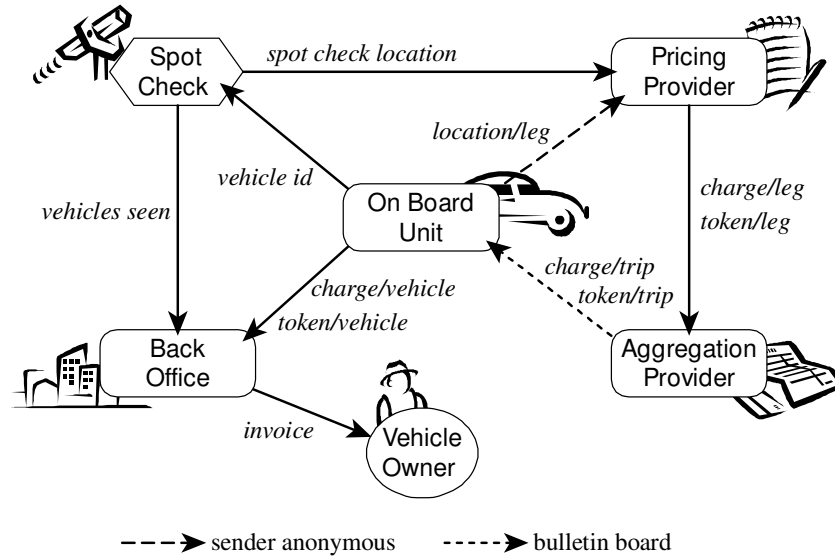 Spot
Check
spot check location
Pricing
Provider
location/leg
vehicle id
vehicles seen
On Board
Unit
charge/leg
token/leg
charge/vehicle
token/vehicle
charge/trip
token/trip
Back
Office
Aggregation
Provider
invoice
Vehicle
Owner
sender anonymous
bulletin board